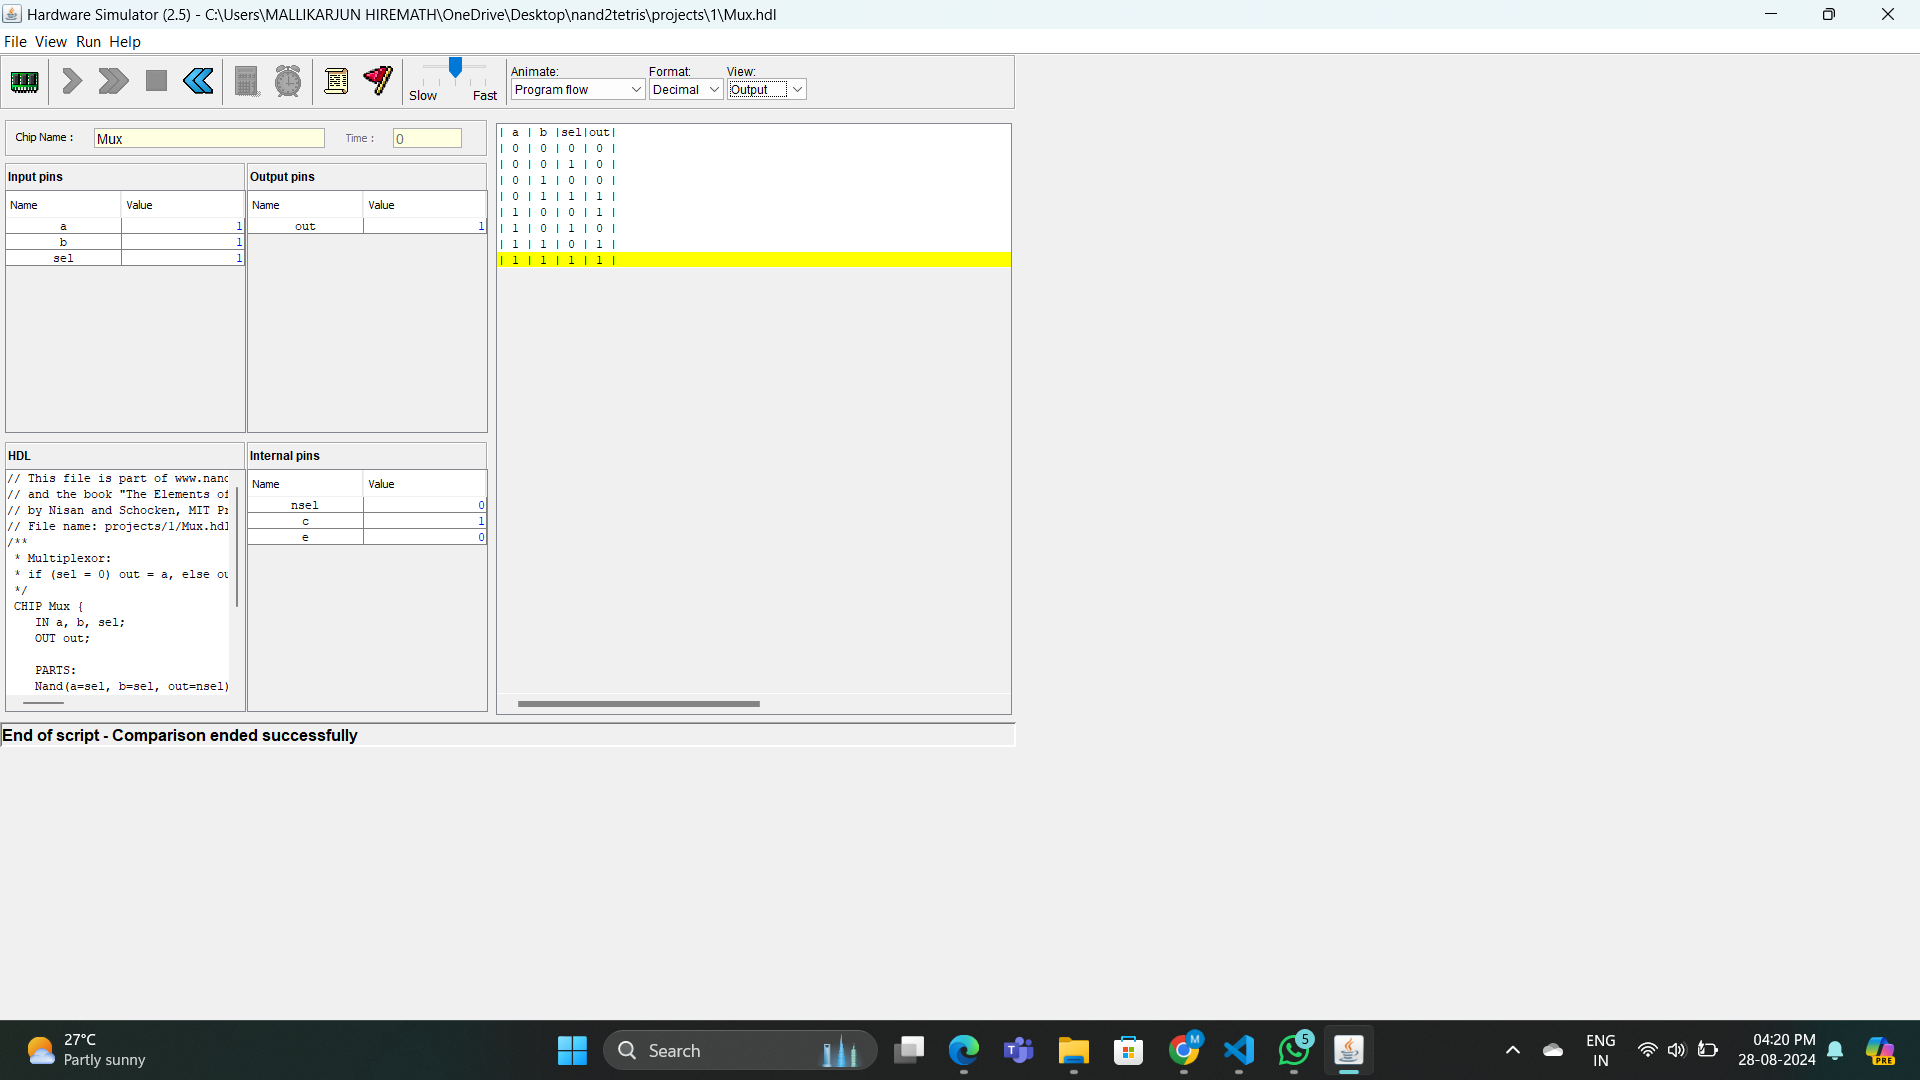 Hardware Simulator (2.5) - C:\Users\MALLIKARJUN HIREMATH\OneDrive\Desktop\nand2tetris\projects\1\Mux.hdl
File View Run Help
Slow Fast
Animate:
Program flow
Format:
Decimal
View:
Output
Chip Name :
Mux
Time :
0
Input pins
Name Value
a 1
b 1
sel 1
Output pins
Name Value
out 1
| a | b |sel|out|
| 0 | 0 | 0 | 0 |
| 0 | 0 | 1 | 0 |
| 0 | 1 | 0 | 0 |
| 0 | 1 | 1 | 1 |
| 1 | 0 | 0 | 1 |
| 1 | 0 | 1 | 0 |
| 1 | 1 | 0 | 1 |
| 1 | 1 | 1 | 1 |
HDL
// This file is part of www.nand
// and the book "The Elements of
// by Nisan and Schocken, MIT Pr
// File name: projects/1/Mux.hdl
/**
* Multiplexor:
* if (sel = 0) out = a, else ou
*/
CHIP Mux {
IN a, b, sel;
OUT out;
PARTS:
Nand(a=sel, b=sel, out=nsel)
Internal pins
Name Value
nsel 0
c 1
e 0
End of script - Comparison ended successfully
27°C
Partly sunny
Search
M
5
ENG
IN
04:20 PM
28-08-2024
PRE